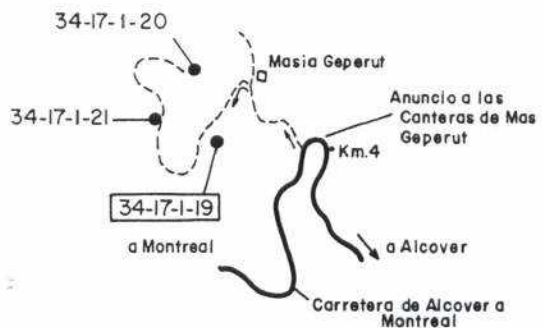 34-17-1-20
Masia Geperut
Anuncio a las
Canteras de Mas
Geperut
34-17-1-21
Km.4
34-17-1-19
a Montreal
a Alcover
Carretera de Alcover a
Montreal